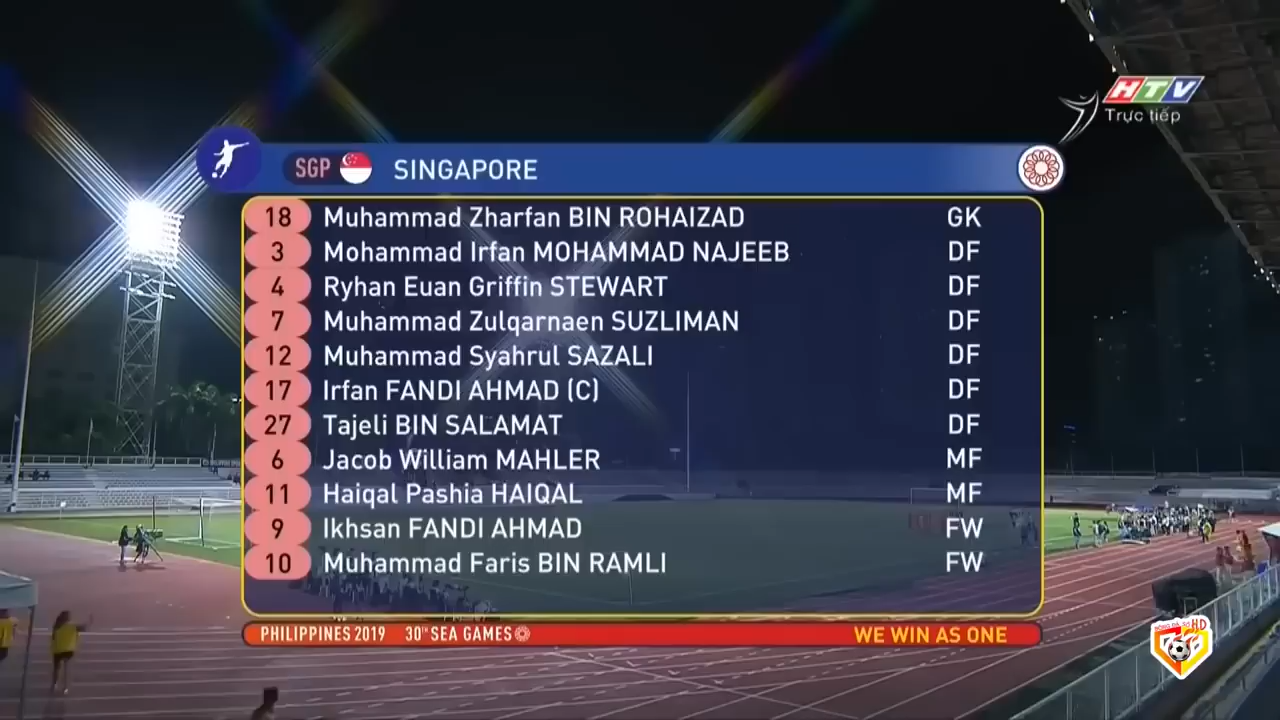 HTV
Trực tiếp
SGP SINGAPORE
18 Muhammad Zharfan BIN ROHAIZAD GK
3 Mohammad Irfan MOHAMMAD NAJEEB DF
4 Ryhan Euan Griffin STEWART DF
7 Muhammad Zulqarnaen SUZLIMAN DF
12 Muhammad Syahrul SAZALI DF
17 Irfan FANDI AHMAD (C) DF
27 Tajeli BIN SALAMAT DF
6 Jacob William MAHLER MF
11 Haiqal Pashia HAIQAL MF
9 Ikhsan FANDI AHMAD FW
10 Muhammad Faris BIN RAMLI FW
PHILIPPINES 2019 30TH SEA GAMES WE WIN AS ONE
HD